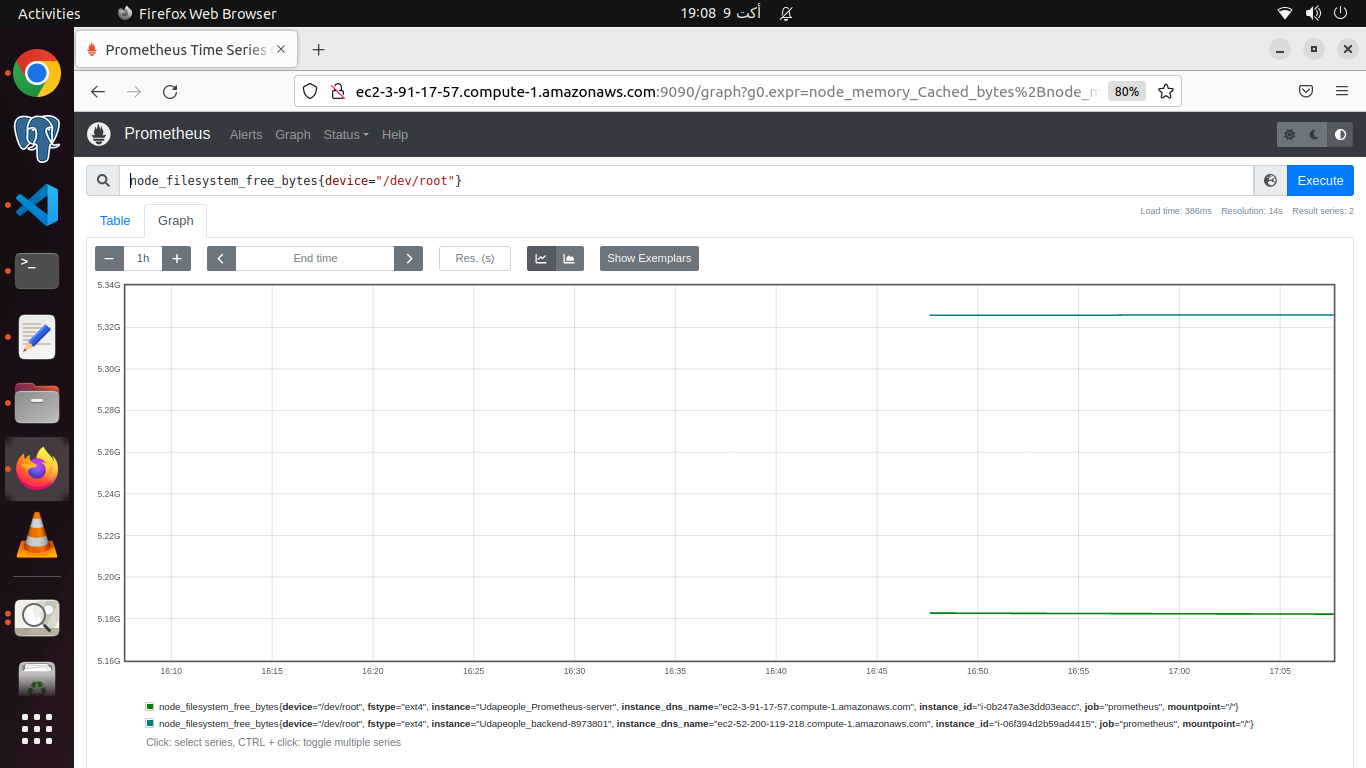 Activities Firefox Web Browser 19:08 9 أكت
Prometheus Time Series
ec2-3-91-17-57.compute-1.amazonaws.com:9090/graph?g0.expr=node_memory_Cached_bytes%2Bnode_m 80%
Prometheus Alerts Graph Status Help
node_filesystem_free_bytes{device="/dev/root"} Execute
Load time: 386ms Resolution: 14s Result series: 2
Table Graph
1h End time Res. (s) Show Exemplars
5.34G
5.32G
5.30G
5.28G
5.26G
5.24G
5.22G
5.20G
5.18G
5.16G
16:10 16:15 16:20 16:25 16:30 16:35 16:40 16:45 16:50 16:55 17:00 17:05
node_filesystem_free_bytes{device="/dev/root", fstype="ext4", instance="Udapeople_Prometheus-server", instance_dns_name="ec2-3-91-17-57.compute-1.amazonaws.com", instance_id="i-0b247a3e3dd03eacc", job="prometheus", mountpoint="/"}
node_filesystem_free_bytes{device="/dev/root", fstype="ext4", instance="Udapeople_backend-8973801", instance_dns_name="ec2-52-200-119-218.compute-1.amazonaws.com", instance_id="i-06f394d2b59ad4415", job="prometheus", mountpoint="/"}
Click: select series, CTRL + click: toggle multiple series